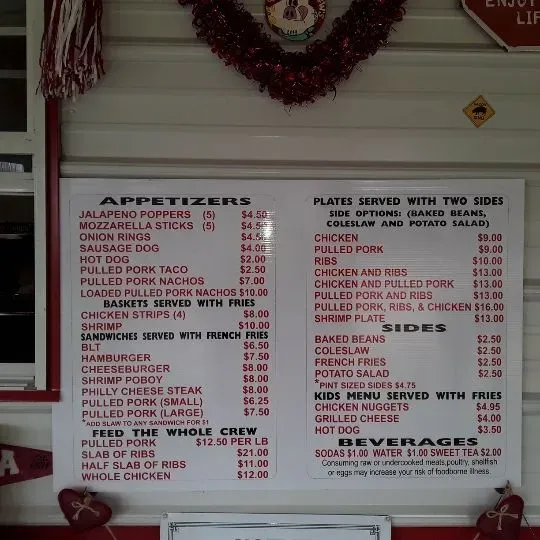 ENJOY
LIF
APPETIZERS
JALAPENO POPPERS (5) $4.50
MOZZARELLA STICKS (5) $4.50
ONION RINGS $4.50
SAUSAGE DOG $4.00
HOT DOG $2.00
PULLED PORK TACO $2.50
PULLED PORK NACHOS $7.00
LOADED PULLED PORK NACHOS $10.00
BASKETS SERVED WITH FRIES
CHICKEN STRIPS (4) $8.00
SHRIMP $10.00
SANDWICHES SERVED WITH FRENCH FRIES
BLT $6.50
HAMBURGER $7.50
CHEESEBURGER $8.00
SHRIMP POBOY $8.00
PHILLY CHEESE STEAK $8.00
PULLED PORK (SMALL) $6.25
PULLED PORK (LARGE) $7.50
*ADD SLAW TO ANY SANDWICH FOR $1
FEED THE WHOLE CREW
PULLED PORK $12.50 PER LB
SLAB OF RIBS $21.00
HALF SLAB OF RIBS $11.00
WHOLE CHICKEN $12.00
PLATES SERVED WITH TWO SIDES
SIDE OPTIONS: (BAKED BEANS,
COLESLAW AND POTATO SALAD)
CHICKEN $9.00
PULLED PORK $9.00
RIBS $10.00
CHICKEN AND RIBS $13.00
CHICKEN AND PULLED PORK $13.00
PULLED PORK AND RIBS $13.00
PULLED PORK, RIBS, & CHICKEN $16.00
SHRIMP PLATE $13.00
SIDES
BAKED BEANS $2.50
COLESLAW $2.50
FRENCH FRIES $2.50
POTATO SALAD $2.50
*PINT SIZED SIDES $4.75
KIDS MENU SERVED WITH FRIES
CHICKEN NUGGETS $4.95
GRILLED CHEESE $4.00
HOT DOG $3.50
BEVERAGES
SODAS $1.00 WATER $1.00 SWEET TEA $2.00
Consuming raw or undercooked meats,poultry, shellfish
or eggs may increase your risk of foodborne illness.
A